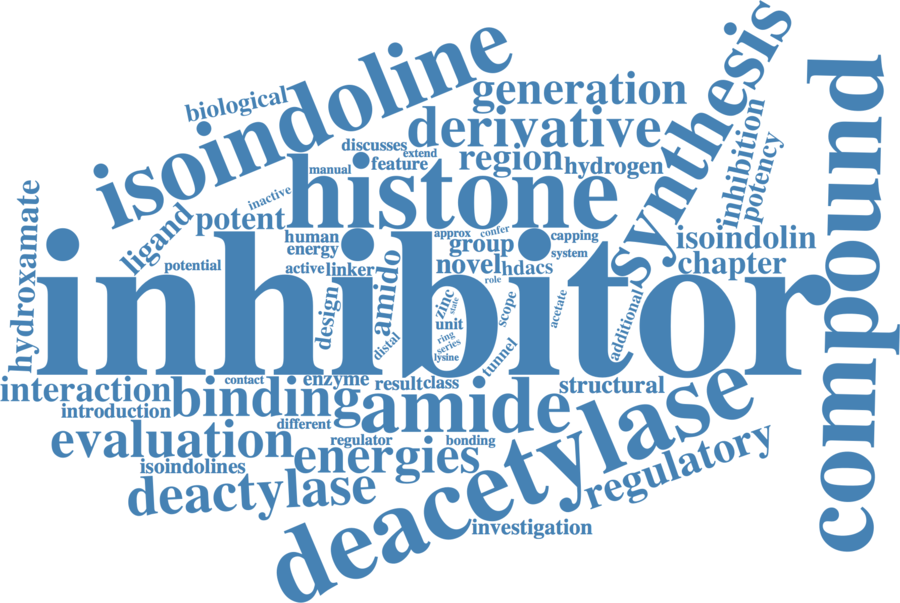 synthesis
isoindoline
compound
generation
biological
derivative
inhibition
discusses
extend
region
feature
hydrogen
manual
histone
potency
inactive
hydroxamate
ligand
potent
human
approx
confer
capping
isoindolin
energy
group
system
chapter
potential
active
linker
novel
hdacs
role
inhibitor
design
amido
zinc
state
scope
acetate
additional
unit
distal
ring
series
lysine
tunnel
interaction
contact
enzyme
result
class
structural
introduction
binding
amide
deacetylase
different
evaluation
regulator
bonding
isoindolines
energies
regulatory
deactylase
investigation